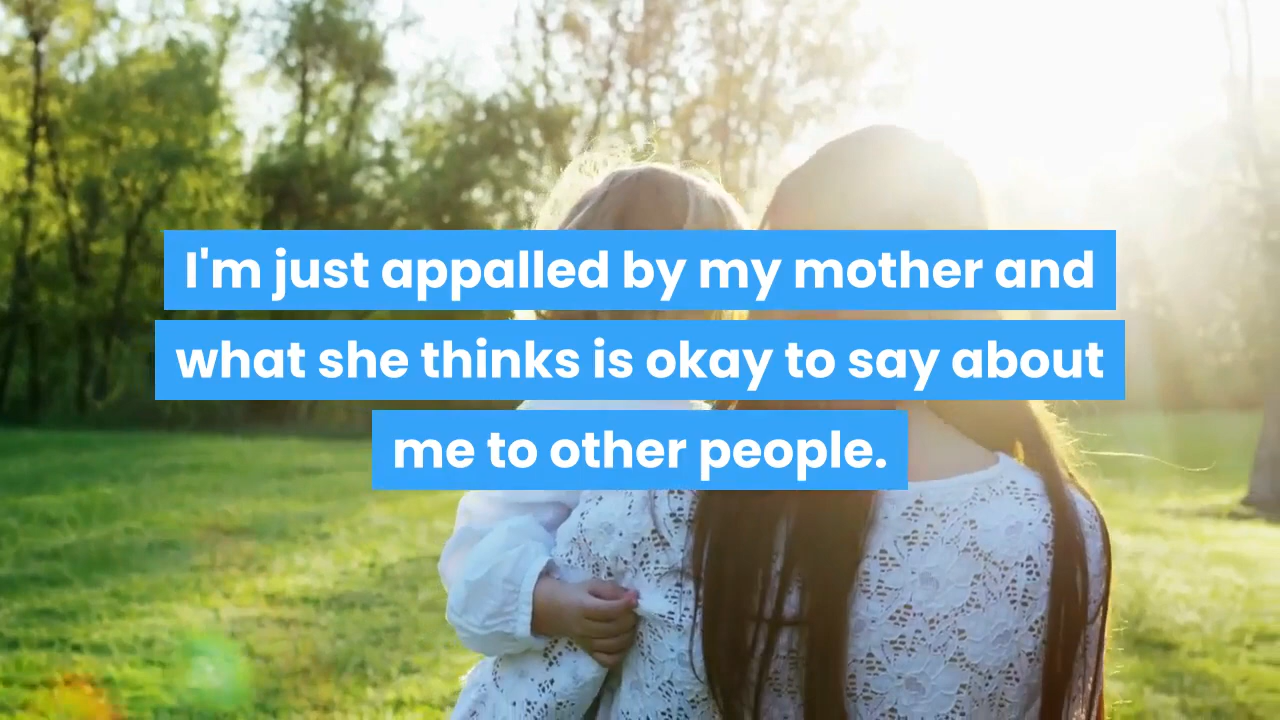 I'm just appalled by my mother and
what she thinks is okay to say about
me to other people.